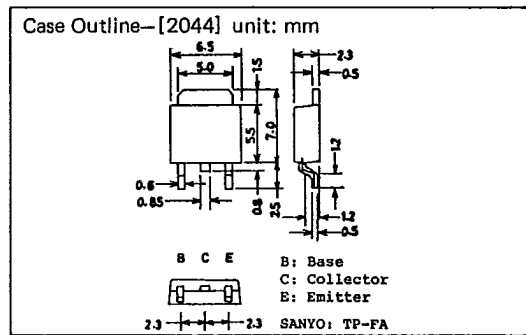 Case Outline–[2044] unit: mm
6.5
5.0
1.5
5.5
7.0
0.6
0.85
0.8
2.5
2.3
0.5
1.2
1.2
0.5
B C E
2.3
2.3
B: Base
C: Collector
E: Emitter
SANYO: TP-FA